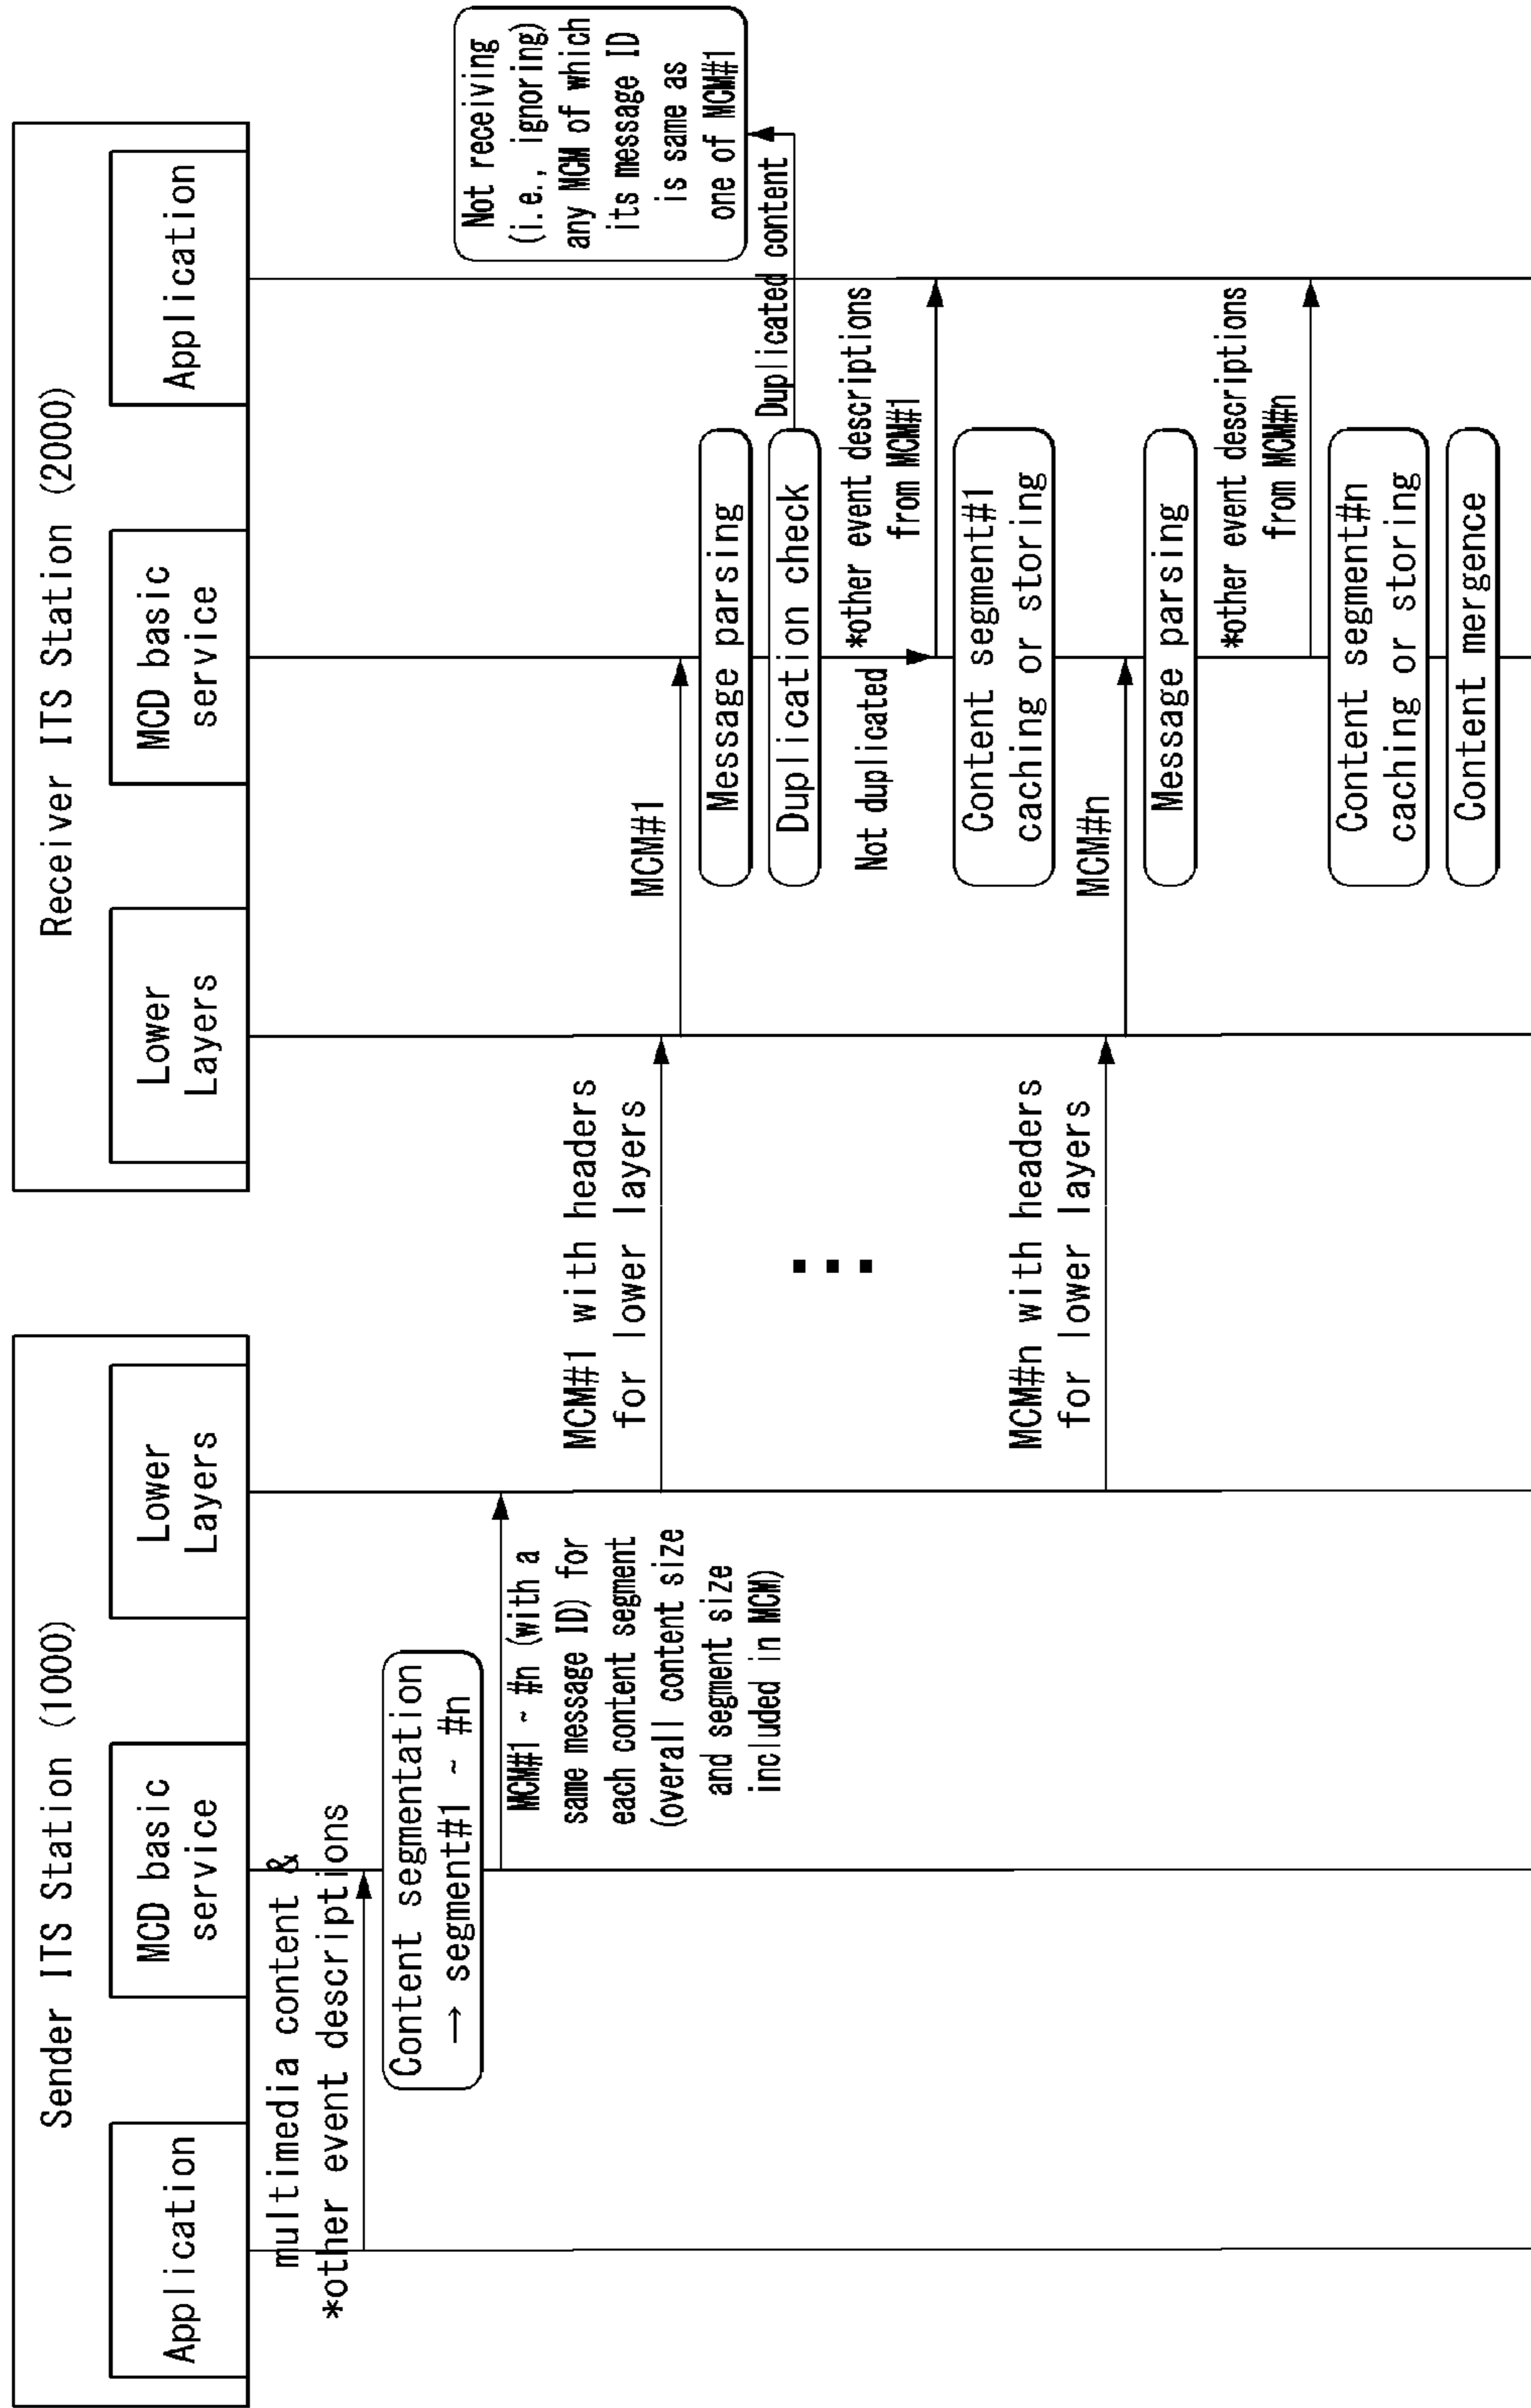 Sender ITS Station (1000)
Application
MCD basic
service
Lower
Layers
Receiver ITS Station (2000)
Lower
Layers
MCD basic
service
Application
multimedia content &
*other event descriptions
Content segmentation
→ segment#1 ~ #n
MCM#1 ~ #n (with a
same message ID) for
each content segment
(overall content size
and segment size
included in MCM)
MCM#1 with headers
for lower layers
MCM#1
Message parsing
Duplication check
Duplicated content
Not receiving
(i.e., ignoring)
any MCM of which
its message ID
is same as
one of MCM#1
Not duplicated
*other event descriptions
from MCM#1
Content segment#1
caching or storing
MCM#n with headers
for lower layers
MCM#n
Message parsing
*other event descriptions
from MCM#n
Content segment#n
caching or storing
Content mergence